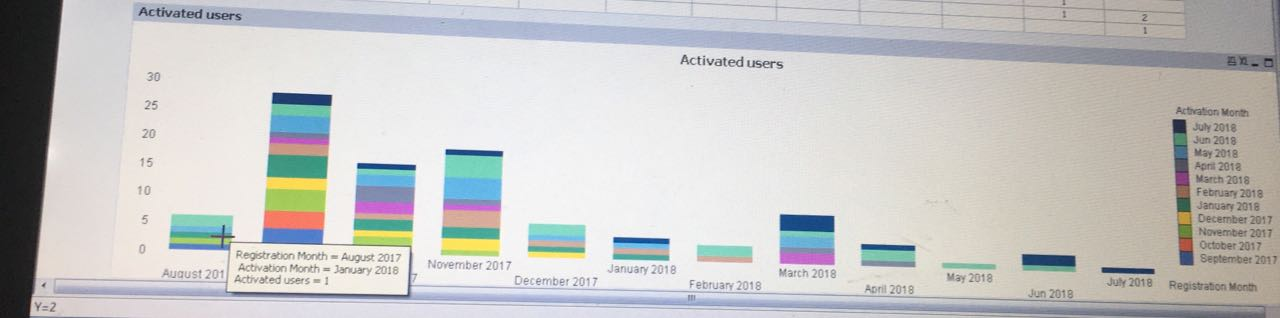 1
1
2
1
Activated users
Activated users
XL
30
25
20
15
10
5
0
Activation Month
July 2018
Jun 2018
May 2018
April 2018
March 2018
February 2018
January 2018
December 2017
November 2017
October 2017
September 2017
Registration Month
August 201
7
November 2017
December 2017
January 2018
February 2018
March 2018
April 2018
May 2018
Jun 2018
July 2018
Registration Month = August 2017
Activation Month = January 2018
Activated users = 1
Y=2